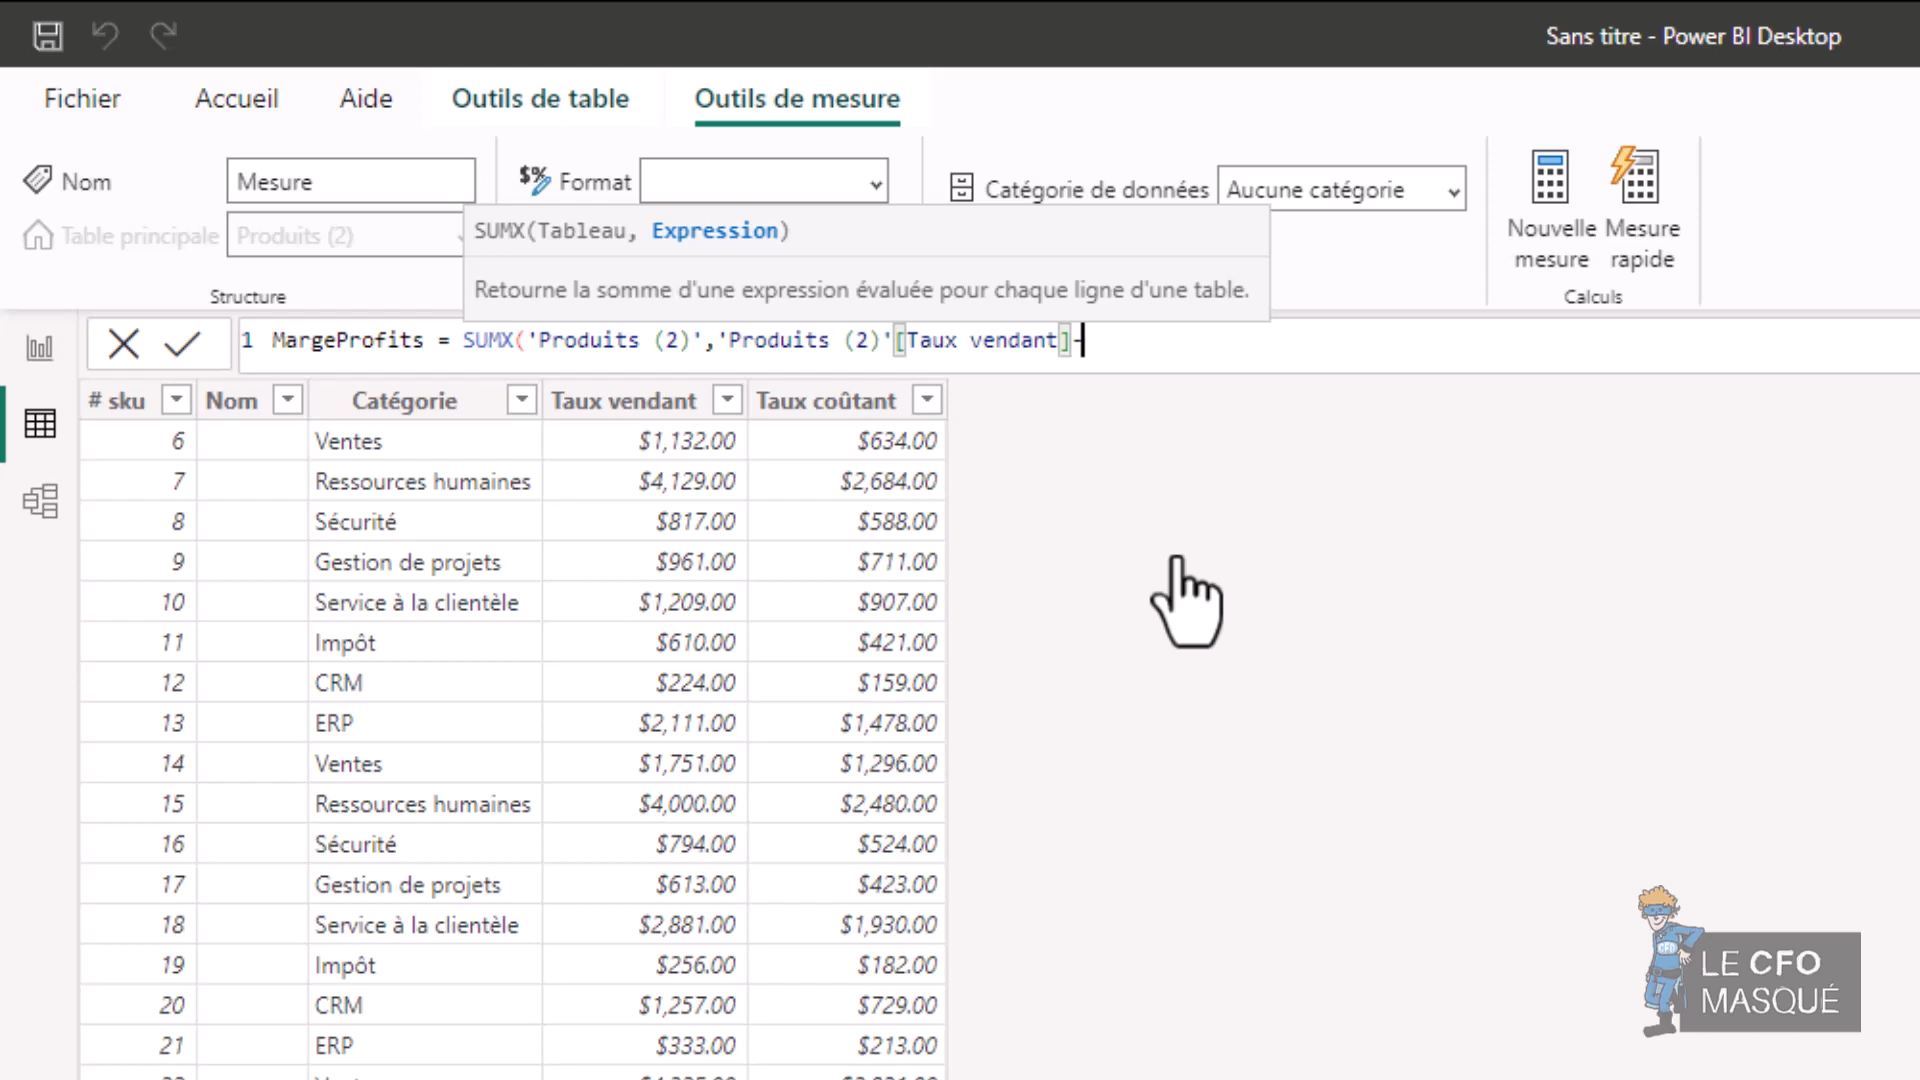 Sans titre - Power BI Desktop
Fichier Accueil Aide Outils de table Outils de mesure
Nom Mesure $% Format Catégorie de données Aucune catégorie
Table principale Produits (2)
Structure
Nouvelle mesure
Mesure rapide
Calculs
SUMX(Tableau, Expression)
Retourne la somme d'une expression évaluée pour chaque ligne d'une table.
1 MargeProfits = SUMX('Produits (2)','Produits (2)'[Taux vendant]-
# sku Nom Catégorie Taux vendant Taux coûtant
6 Ventes $1,132.00 $634.00
7 Ressources humaines $4,129.00 $2,684.00
8 Sécurité $817.00 $588.00
9 Gestion de projets $961.00 $711.00
10 Service à la clientèle $1,209.00 $907.00
11 Impôt $610.00 $421.00
12 CRM $224.00 $159.00
13 ERP $2,111.00 $1,478.00
14 Ventes $1,751.00 $1,296.00
15 Ressources humaines $4,000.00 $2,480.00
16 Sécurité $794.00 $524.00
17 Gestion de projets $613.00 $423.00
18 Service à la clientèle $2,881.00 $1,930.00
19 Impôt $256.00 $182.00
20 CRM $1,257.00 $729.00
21 ERP $333.00 $213.00
LE CFO
MASQUÉ